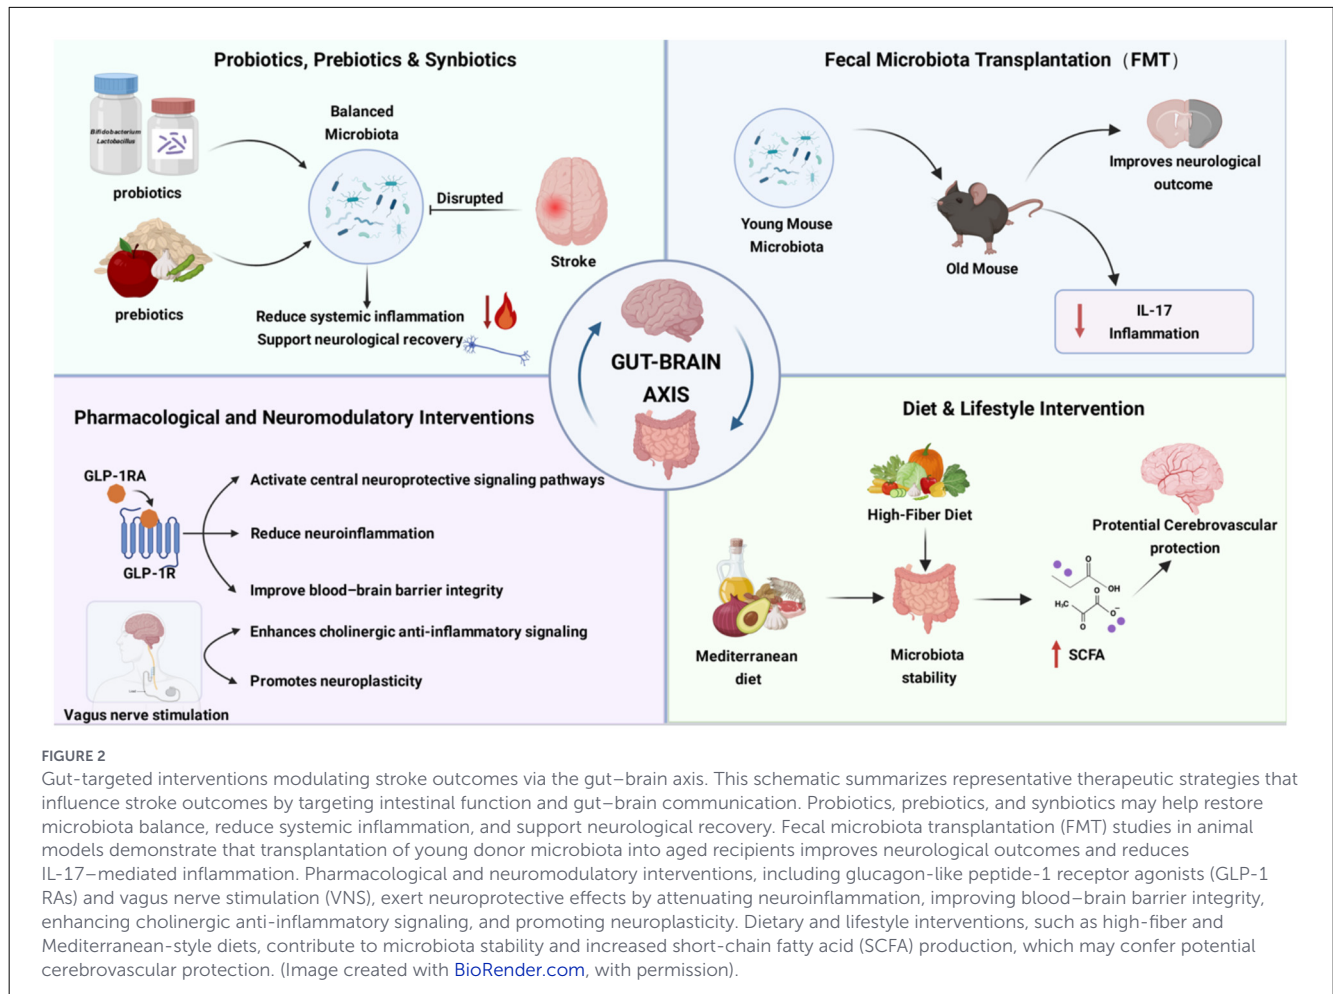 Probiotics, Prebiotics & Synbiotics
Bifidobacterium
Lactobacillus
probiotics
prebiotics
Balanced
Microbiota
Disrupted
Stroke
Reduce systemic inflammation
Support neurological recovery
Fecal Microbiota Transplantation（FMT）
Young Mouse
Microbiota
Old Mouse
Improves neurological
outcome
IL-17
Inflammation
GUT-BRAIN
AXIS
Pharmacological and Neuromodulatory Interventions
GLP-1RA
GLP-1R
Activate central neuroprotective signaling pathways
Reduce neuroinflammation
Improve blood–brain barrier integrity
Enhances cholinergic anti-inflammatory signaling
Promotes neuroplasticity
Vagus nerve stimulation
Diet & Lifestyle Intervention
High-Fiber Diet
Mediterranean
diet
Microbiota
stability
O
OH
O
H₃C
O⁻
O
SCFA
Potential Cerebrovascular
protection
FIGURE 2
Gut-targeted interventions modulating stroke outcomes via the gut–brain axis. This schematic summarizes representative therapeutic strategies that
influence stroke outcomes by targeting intestinal function and gut–brain communication. Probiotics, prebiotics, and synbiotics may help restore
microbiota balance, reduce systemic inflammation, and support neurological recovery. Fecal microbiota transplantation (FMT) studies in animal
models demonstrate that transplantation of young donor microbiota into aged recipients improves neurological outcomes and reduces
IL-17–mediated inflammation. Pharmacological and neuromodulatory interventions, including glucagon-like peptide-1 receptor agonists (GLP-1
RAs) and vagus nerve stimulation (VNS), exert neuroprotective effects by attenuating neuroinflammation, improving blood–brain barrier integrity,
enhancing cholinergic anti-inflammatory signaling, and promoting neuroplasticity. Dietary and lifestyle interventions, such as high-fiber and
Mediterranean-style diets, contribute to microbiota stability and increased short-chain fatty acid (SCFA) production, which may confer potential
cerebrovascular protection. (Image created with BioRender.com, with permission).